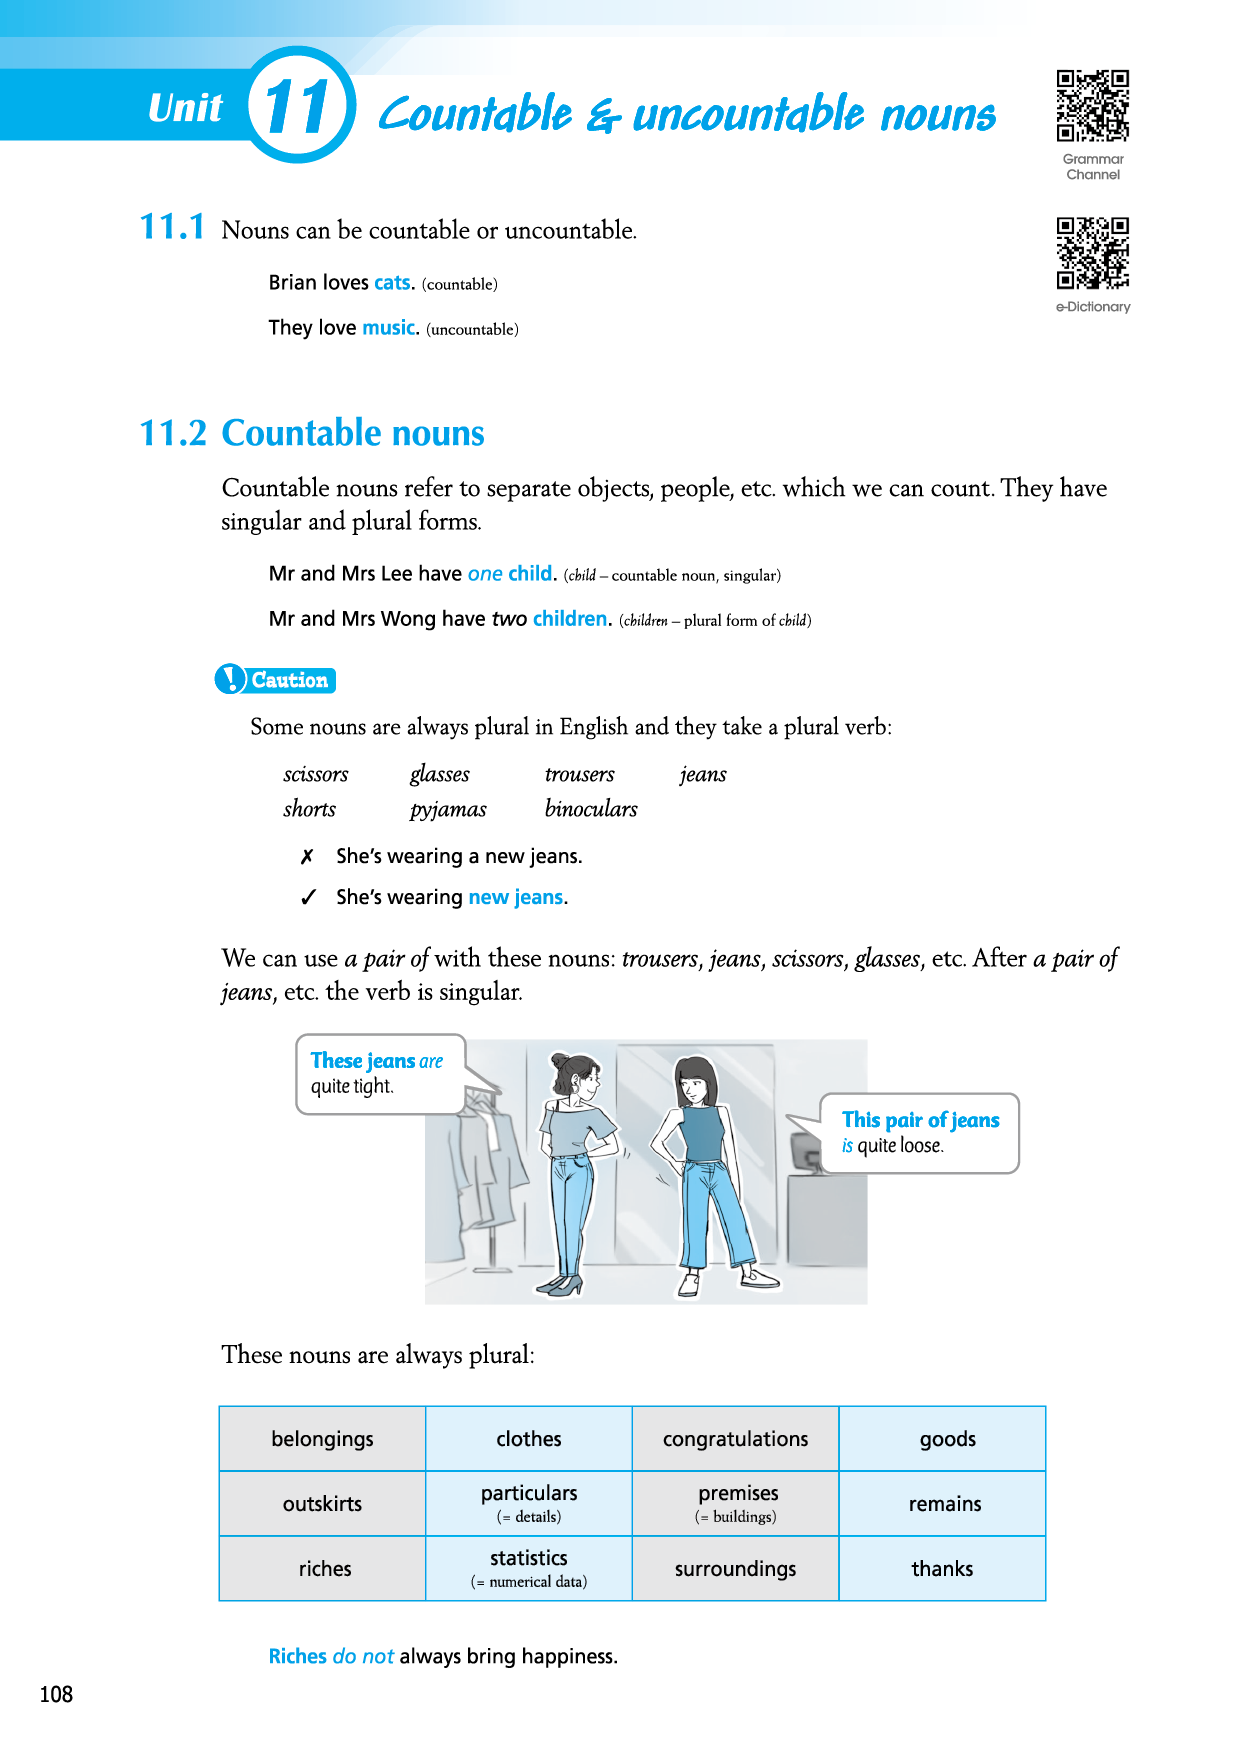 Unit 11 Countable & uncountable nouns
Grammar
Channel
11.1 Nouns can be countable or uncountable.
Brian loves cats. (countable)
e-Dictionary
They love music. (uncountable)
11.2 Countable nouns
Countable nouns refer to separate objects, people, etc. which we can count. They have
singular and plural forms.
Mr and Mrs Lee have one child. (child – countable noun, singular)
Mr and Mrs Wong have two children. (children – plural form of child)
! Caution
Some nouns are always plural in English and they take a plural verb:
scissors glasses trousers jeans
shorts pyjamas binoculars
✗ She's wearing a new jeans.
✓ She's wearing new jeans.
We can use a pair of with these nouns: trousers, jeans, scissors, glasses, etc. After a pair of
jeans, etc. the verb is singular.
These jeans are
quite tight.
This pair of jeans
is quite loose.
These nouns are always plural:
belongings clothes congratulations goods
outskirts particulars (= details) premises (= buildings) remains
riches statistics (= numerical data) surroundings thanks
Riches do not always bring happiness.
108